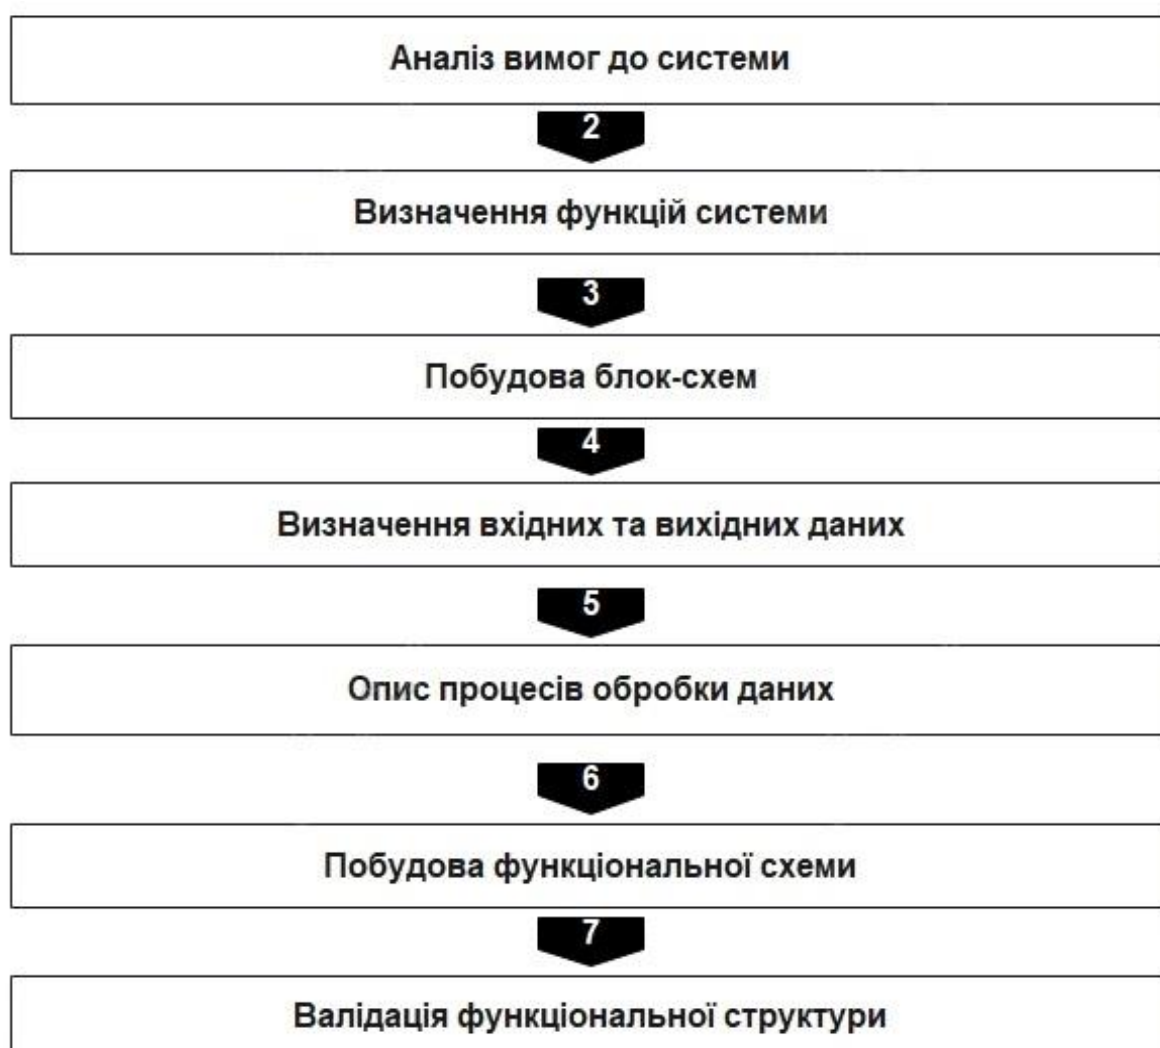 Аналіз вимог до системи
2
Визначення функцій системи
3
Побудова блок-схем
4
Визначення вхідних та вихідних даних
5
Опис процесів обробки даних
6
Побудова функціональної схеми
7
Валідація функціональної структури